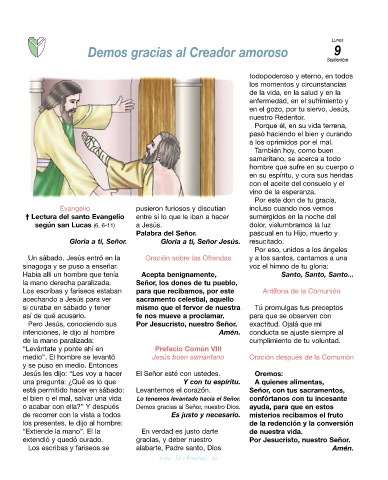 Lunes
9
Septiembre
Demos gracias al Creador amoroso
Evangelio
† Lectura del santo Evangelio
según san Lucas (6, 6-11)
Gloria a ti, Señor.
Un sábado, Jesús entró en la
sinagoga y se puso a enseñar.
Había allí un hombre que tenía
la mano derecha paralizada.
Los escribas y fariseos estaban
acechando a Jesús para ver
si curaba en sábado y tener
así de qué acusarlo.
Pero Jesús, conociendo sus
intenciones, le dijo al hombre
de la mano paralizada:
“Levántate y ponte ahí en
medio”. El hombre se levantó
y se puso en medio. Entonces
Jesús les dijo: “Les voy a hacer
una pregunta: ¿Qué es lo que
está permitido hacer en sábado:
el bien o el mal, salvar una vida
o acabar con ella?” Y después
de recorrer con la vista a todos
los presentes, le dijo al hombre:
“Extiende la mano”. Él la
extendió y quedó curado.
Los escribas y fariseos se
pusieron furiosos y discutían
entre sí lo que le iban a hacer
a Jesús.
Palabra del Señor.
Gloria a ti, Señor Jesús.
Oración sobre las Ofrendas
Acepta benignamente,
Señor, los dones de tu pueblo,
para que recibamos, por este
sacramento celestial, aquello
mismo que el fervor de nuestra
fe nos mueve a proclamar.
Por Jesucristo, nuestro Señor.
Amén.
Prefacio Común VIII
Jesús buen samaritano
El Señor esté con ustedes.
Y con tu espíritu.
Levantemos el corazón.
Lo tenemos levantado hacia el Señor.
Demos gracias al Señor, nuestro Dios.
Es justo y necesario.
En verdad es justo darte
gracias, y deber nuestro
alabarte, Padre santo, Dios
todopoderoso y eterno, en todos
los momentos y circunstancias
de la vida, en la salud y en la
enfermedad, en el sufrimiento y
en el gozo, por tu siervo, Jesús,
nuestro Redentor.
Porque él, en su vida terrena,
pasó haciendo el bien y curando
a los oprimidos por el mal.
También hoy, como buen
samaritano, se acerca a todo
hombre que sufre en su cuerpo o
en su espíritu, y cura sus heridas
con el aceite del consuelo y el
vino de la esperanza.
Por este don de tu gracia,
incluso cuando nos vemos
sumergidos en la noche del
dolor, vislumbramos la luz
pascual en tu Hijo, muerto y
resucitado.
Por eso, unidos a los ángeles
y a los santos, cantamos a una
voz el himno de tu gloria:
Santo, Santo, Santo...
Antífona de la Comunión
Tú promulgas tus preceptos
para que se observen con
exactitud. Ojalá que mi
conducta se ajuste siempre al
cumplimiento de tu voluntad.
Oración después de la Comunión
Oremos:
A quienes alimentas,
Señor, con tus sacramentos,
confórtanos con tu incesante
ayuda, para que en estos
misterios recibamos el fruto
de la redención y la conversión
de nuestra vida.
Por Jesucristo, nuestro Señor.
Amén.